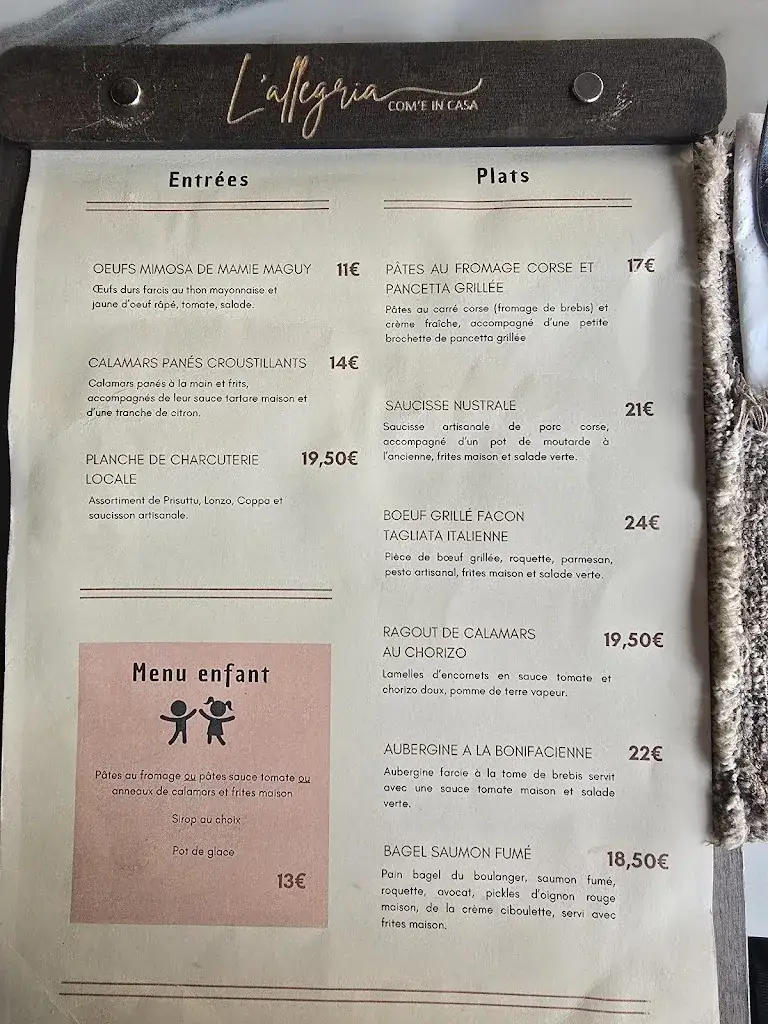 L'allegria
COM'E IN CASA
Entrées
OEUFS MIMOSA DE MAMIE MAGUY 11€
Œufs durs farcis au thon mayonnaise et
jaune d'oeuf râpé, tomate, salade.
CALAMARS PANÉS CROUSTILLANTS 14€
Calamars panés à la main et frits,
accompagnés de leur sauce tartare maison et
d'une tranche de citron.
PLANCHE DE CHARCUTERIE 19,50€
LOCALE
Assortiment de Prisuttu, Lonzo, Coppa et
saucisson artisanale.
Menu enfant
Pâtes au fromage ou pâtes sauce tomate ou
anneaux de calamars et frites maison
Sirop au choix
Pot de glace
13€
Plats
PÂTES AU FROMAGE CORSE ET 17€
PANCETTA GRILLÉE
Pâtes au carré corse (fromage de brebis) et
crème fraîche, accompagné d'une petite
brochette de pancetta grillée
SAUCISSE NUSTRALE 21€
Saucisse artisanale de porc corse,
accompagné d'un pot de moutarde à
l'ancienne, frites maison et salade verte.
BOEUF GRILLÉ FACON 24€
TAGLIATA ITALIENNE
Pièce de bœuf grillée, roquette, parmesan,
pesto artisanal, frites maison et salade verte.
RAGOUT DE CALAMARS 19,50€
AU CHORIZO
Lamelles d'encornets en sauce tomate et
chorizo doux, pomme de terre vapeur.
AUBERGINE A LA BONIFACIENNE 22€
Aubergine farcie à la tome de brebis servit
avec une sauce tomate maison et salade
verte.
BAGEL SAUMON FUMÉ 18,50€
Pain bagel du boulanger, saumon fumé,
roquette, avocat, pickles d'oignon rouge
maison, de la crème ciboulette, servi avec
frites maison.